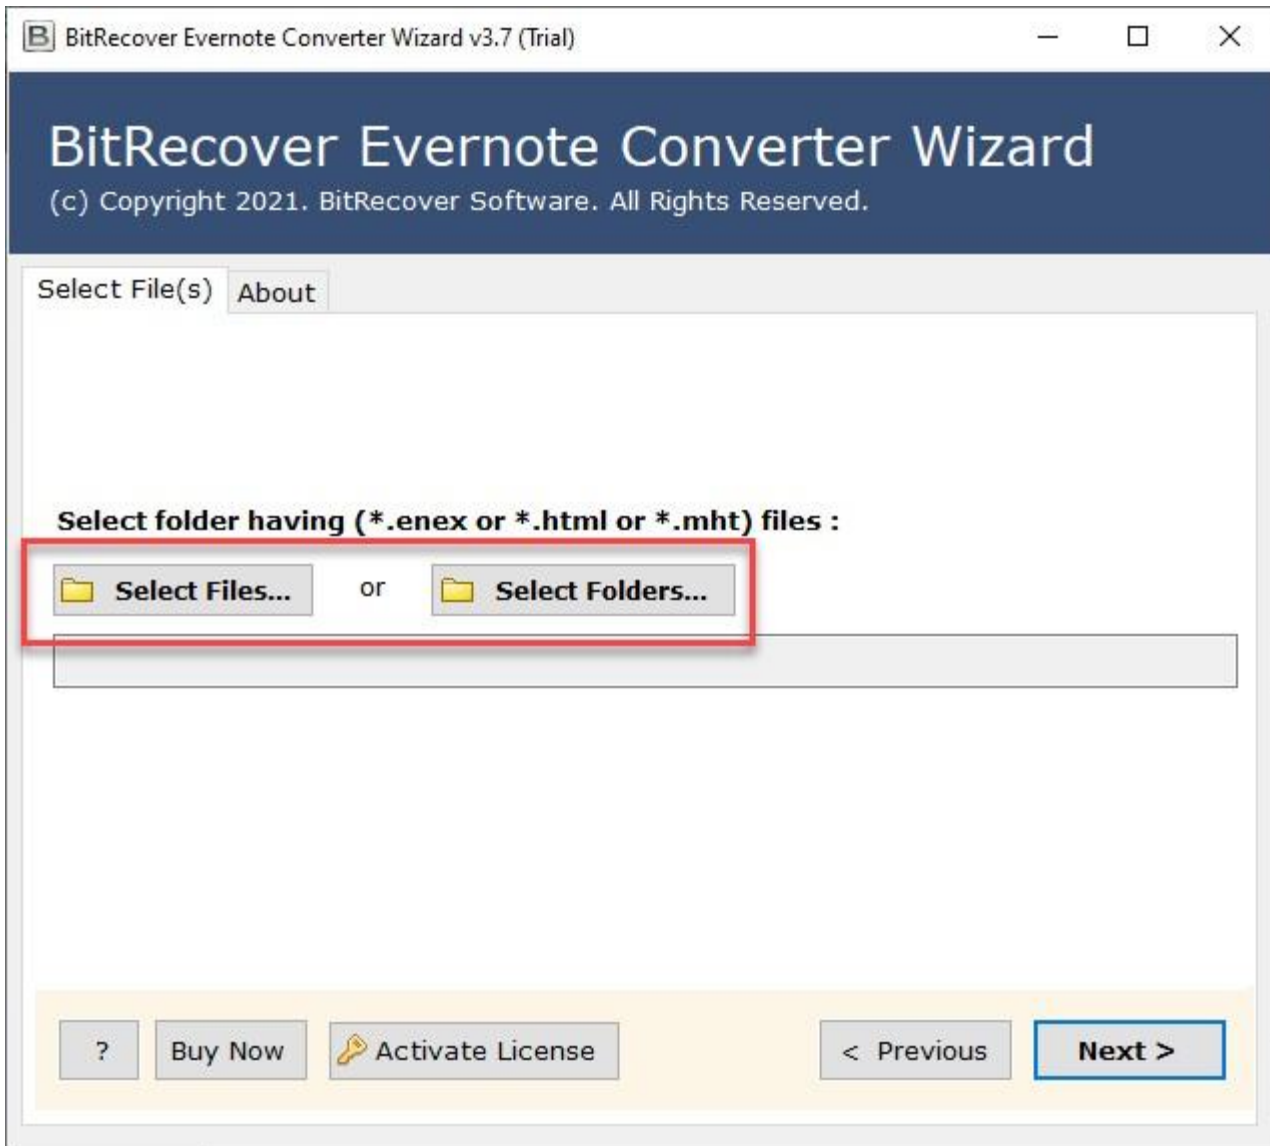 BitRecover Evernote Converter Wizard v3.7 (Trial)
BitRecover Evernote Converter Wizard
(c) Copyright 2021. BitRecover Software. All Rights Reserved.
Select File(s) About
Select folder having (*.enex or *.html or *.mht) files :
Select Files... or Select Folders...
? Buy Now Activate License < Previous Next >